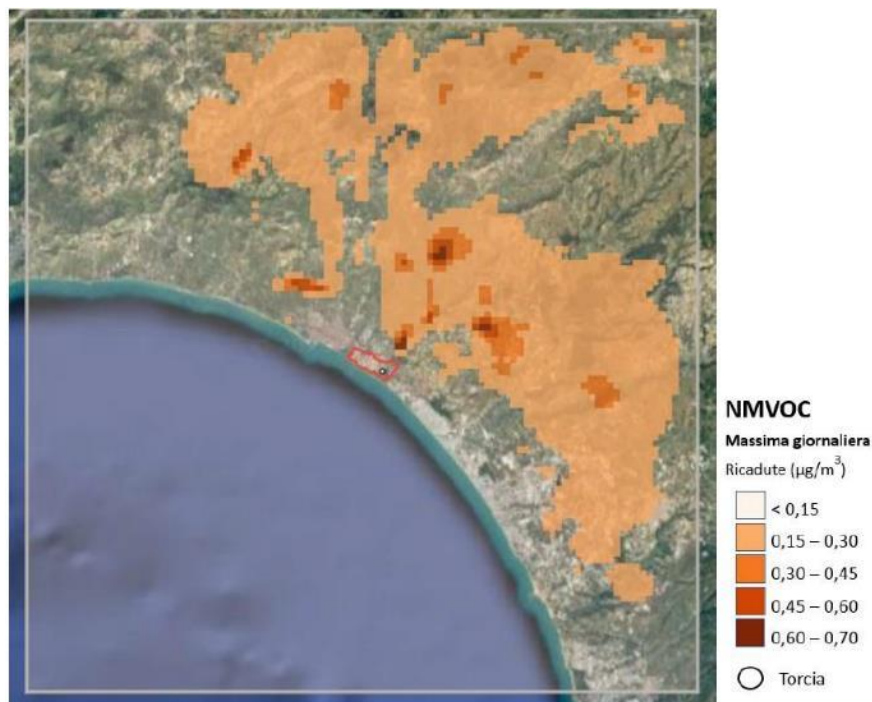 NMVOC
Massima giornaliera
Ricadute (µg/m³)
< 0,15
0,15 – 0,30
0,30 – 0,45
0,45 – 0,60
0,60 – 0,70
Torcia